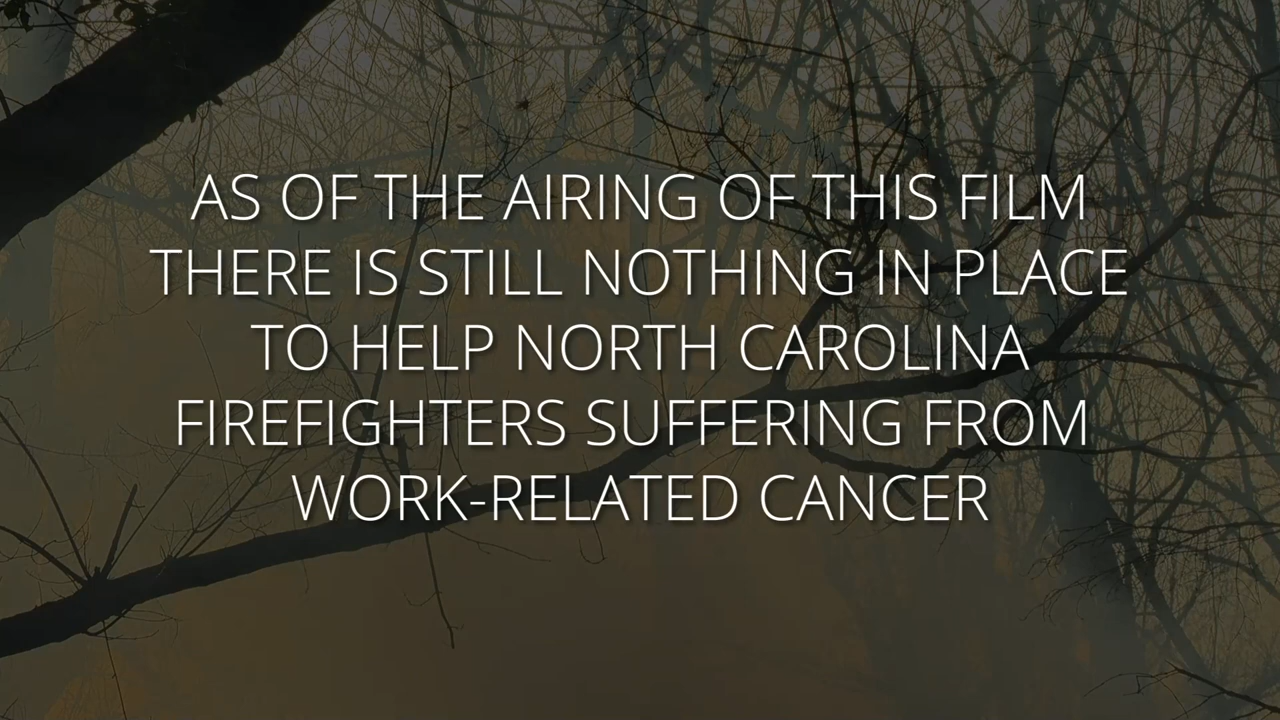 AS OF THE AIRING OF THIS FILM
THERE IS STILL NOTHING IN PLACE
TO HELP NORTH CAROLINA
FIREFIGHTERS SUFFERING FROM
WORK-RELATED CANCER